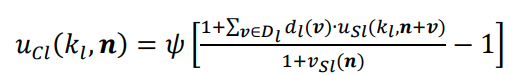 u_{Cl}(k_l, n) = ψ [ (1+∑_{v∈D_l} d_l(v)·u_{Sl}(k_l,n+v)) / (1+v_{Sl}(n)) − 1 ]